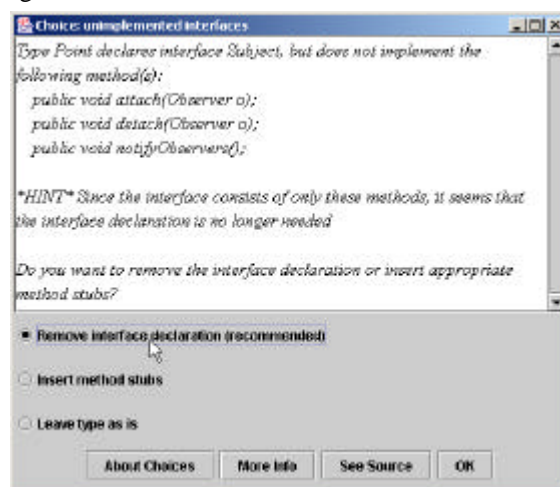 Choice: unimplemented interfaces
Type Point declares interface Subject, but does not implement the
following method(s):
public void attach(Observer o);
public void detach(Observer o);
public void notifyObservers();
*HINT* Since the interface consists of only these methods, it seems that
the interface declaration is no longer needed
Do you want to remove the interface declaration or insert appropriate
method stubs?
Remove interface declaration (recommended)
Insert method stubs
Leave type as is
About Choices More Info See Source OK